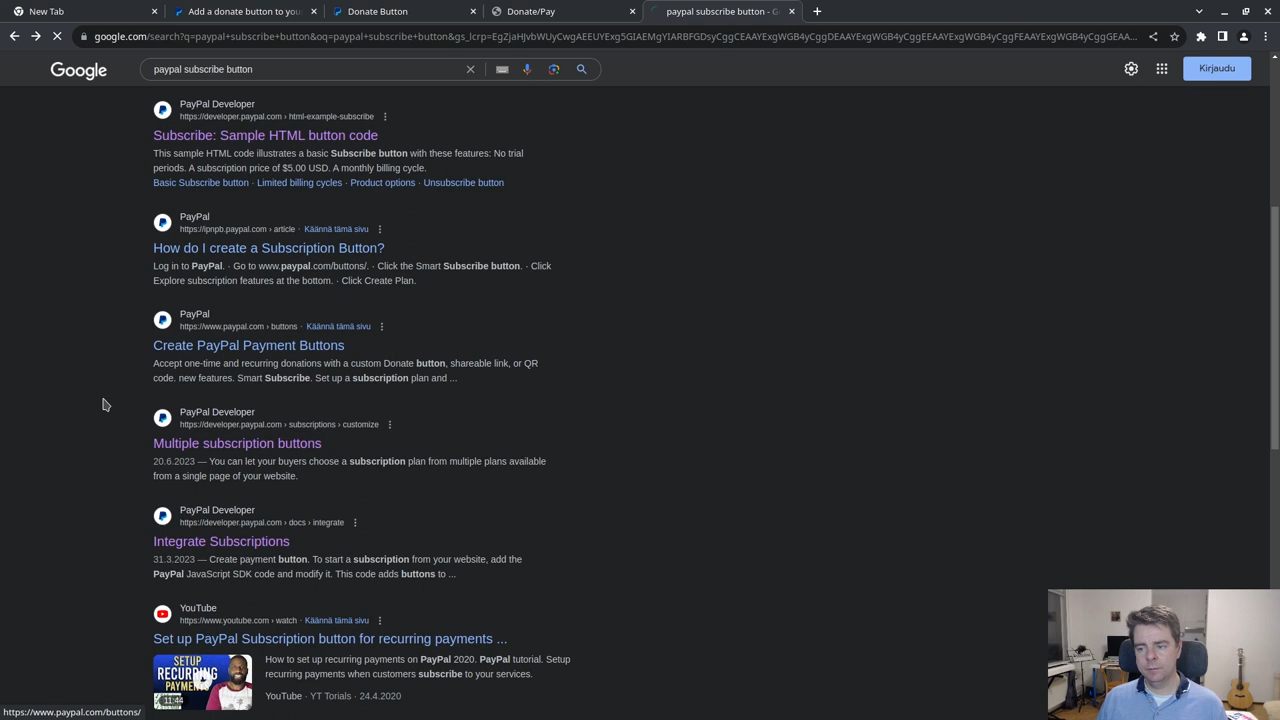 New Tab
Add a donate button to you
Donate Button
Donate/Pay
paypal subscribe button - G
google.com/search?q=paypal+subscribe+button&oq=paypal+subscribe+button&gs_lcrp=EgZjaHJvbWUyCwgAEEUYExg5GIAEMgYIARBFGDsyCggCEAAYExgWGB4yCggDEAAYExgWGB4yCggEEAAYExgWGB4yCggFEAAYExgWGB4yCggGEAA...
Google
paypal subscribe button
Kirjaudu
PayPal Developer
https://developer.paypal.com › html-example-subscribe
Subscribe: Sample HTML button code
This sample HTML code illustrates a basic Subscribe button with these features: No trial
periods. A subscription price of $5.00 USD. A monthly billing cycle.
Basic Subscribe button · Limited billing cycles · Product options · Unsubscribe button
PayPal
https://ipnpb.paypal.com › article · Käännä tämä sivu
How do I create a Subscription Button?
Log in to PayPal. · Go to www.paypal.com/buttons/. · Click the Smart Subscribe button. · Click
Explore subscription features at the bottom. · Click Create Plan.
PayPal
https://www.paypal.com › buttons · Käännä tämä sivu
Create PayPal Payment Buttons
Accept one-time and recurring donations with a custom Donate button, shareable link, or QR
code. new features. Smart Subscribe. Set up a subscription plan and ...
PayPal Developer
https://developer.paypal.com › subscriptions › customize
Multiple subscription buttons
20.6.2023 — You can let your buyers choose a subscription plan from multiple plans available
from a single page of your website.
PayPal Developer
https://developer.paypal.com › docs › integrate
Integrate Subscriptions
31.3.2023 — Create payment button. To start a subscription from your website, add the
PayPal JavaScript SDK code and modify it. This code adds buttons to ...
YouTube
https://www.youtube.com › watch · Käännä tämä sivu
Set up PayPal Subscription button for recurring payments ...
SETUP
RECURRING
PAYMENTS
11:44
How to set up recurring payments on PayPal 2020. PayPal tutorial. Setup
recurring payments when customers subscribe to your services.
YouTube · YT Torials · 24.4.2020
https://www.paypal.com/buttons/